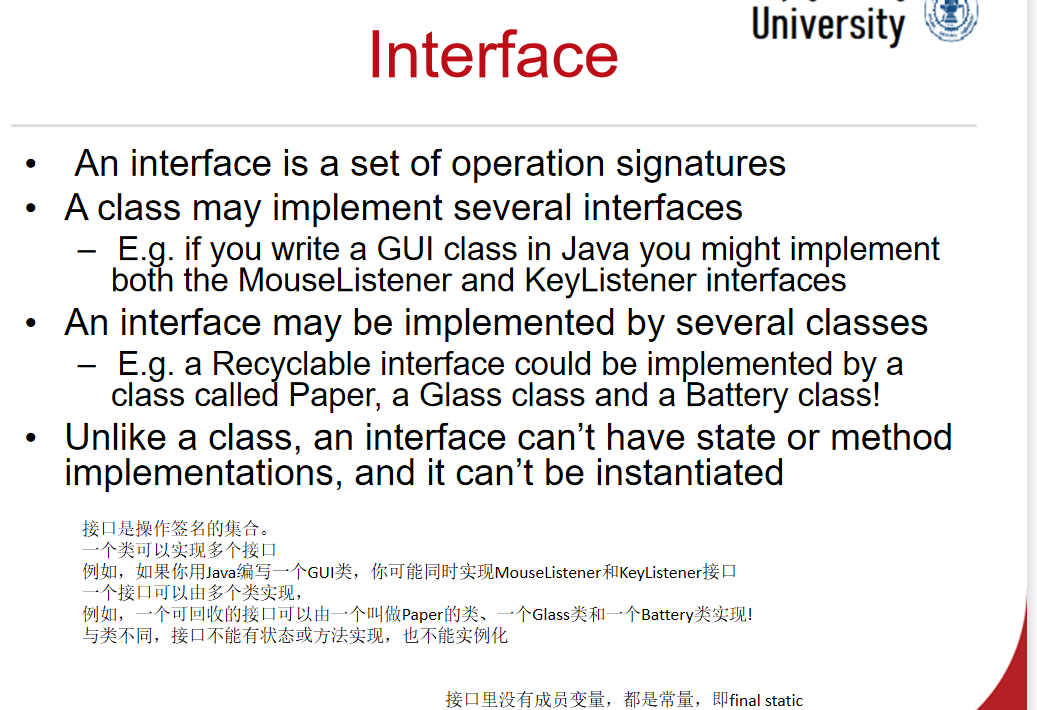 University
Interface
• An interface is a set of operation signatures
• A class may implement several interfaces
– E.g. if you write a GUI class in Java you might implement
both the MouseListener and KeyListener interfaces
• An interface may be implemented by several classes
– E.g. a Recyclable interface could be implemented by a
class called Paper, a Glass class and a Battery class!
• Unlike a class, an interface can’t have state or method
implementations, and it can’t be instantiated
接口是操作签名的集合。
一个类可以实现多个接口
例如，如果你用Java编写一个GUI类，你可能同时实现MouseListener和KeyListener接口
一个接口可以由多个类实现，
例如，一个可回收的接口可以由一个叫做Paper的类、一个Glass类和一个Battery类实现!
与类不同，接口不能有状态或方法实现，也不能实例化
接口里没有成员变量，都是常量，即final static